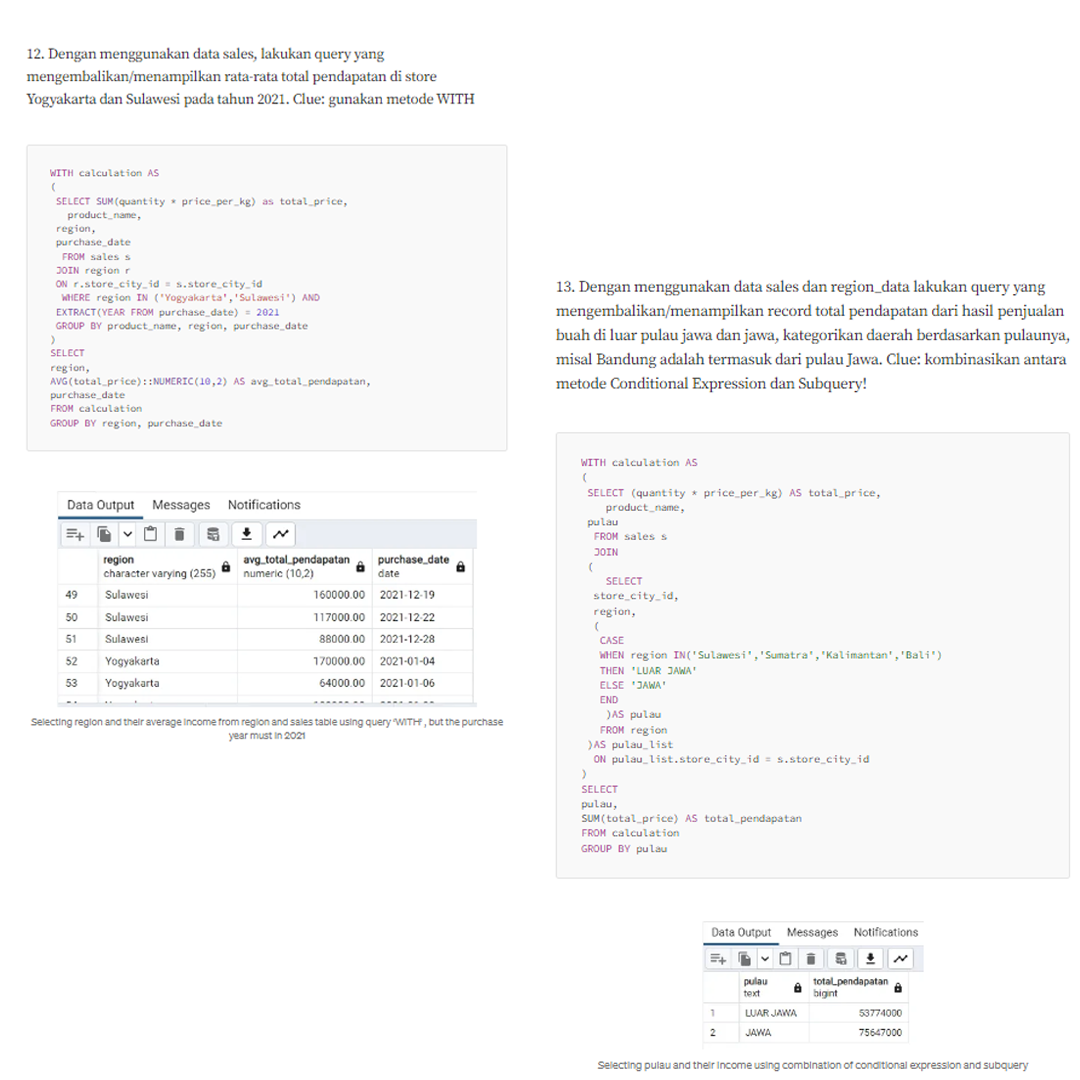 12. Dengan menggunakan data sales, lakukan query yang
mengembalikan/menampilkan rata-rata total pendapatan di store
Yogyakarta dan Sulawesi pada tahun 2021. Clue: gunakan metode WITH
WITH calculation AS
(
SELECT SUM(quantity * price_per_kg) as total_price,
product_name,
region,
purchase_date
FROM sales s
JOIN region r
ON r.store_city_id = s.store_city_id
WHERE region IN ('Yogyakarta','Sulawesi') AND
EXTRACT(YEAR FROM purchase_date) = 2021
GROUP BY product_name, region, purchase_date
)
SELECT
region,
AVG(total_price)::NUMERIC(10,2) AS avg_total_pendapatan,
purchase_date
FROM calculation
GROUP BY region, purchase_date
Data Output Messages Notifications
region avg_total_pendapatan purchase_date
character varying (255) numeric (10,2) date
49 Sulawesi 160000.00 2021-12-19
50 Sulawesi 117000.00 2021-12-22
51 Sulawesi 88000.00 2021-12-28
52 Yogyakarta 170000.00 2021-01-04
53 Yogyakarta 64000.00 2021-01-06
Selecting region and their average income from region and sales table using query "WITH", but the purchase
year must in 2021
13. Dengan menggunakan data sales dan region_data lakukan query yang
mengembalikan/menampilkan record total pendapatan dari hasil penjualan
buah di luar pulau jawa dan jawa, kategorikan daerah berdasarkan pulaunya,
misal Bandung adalah termasuk dari pulau Jawa. Clue: kombinasikan antara
metode Conditional Expression dan Subquery!
WITH calculation AS
(
SELECT (quantity * price_per_kg) AS total_price,
product_name,
pulau
FROM sales s
JOIN
(
SELECT
store_city_id,
region,
(
CASE
WHEN region IN('Sulawesi','Sumatra','Kalimantan','Bali')
THEN 'LUAR JAWA'
ELSE 'JAWA'
END
)AS pulau
FROM region
)AS pulau_list
ON pulau_list.store_city_id = s.store_city_id
)
SELECT
pulau,
SUM(total_price) AS total_pendapatan
FROM calculation
GROUP BY pulau
Data Output Messages Notifications
pulau total_pendapatan
text bigint
1 LUAR JAWA 53774000
2 JAWA 75647000
Selecting pulau and their income using combination of conditional expression and subquery